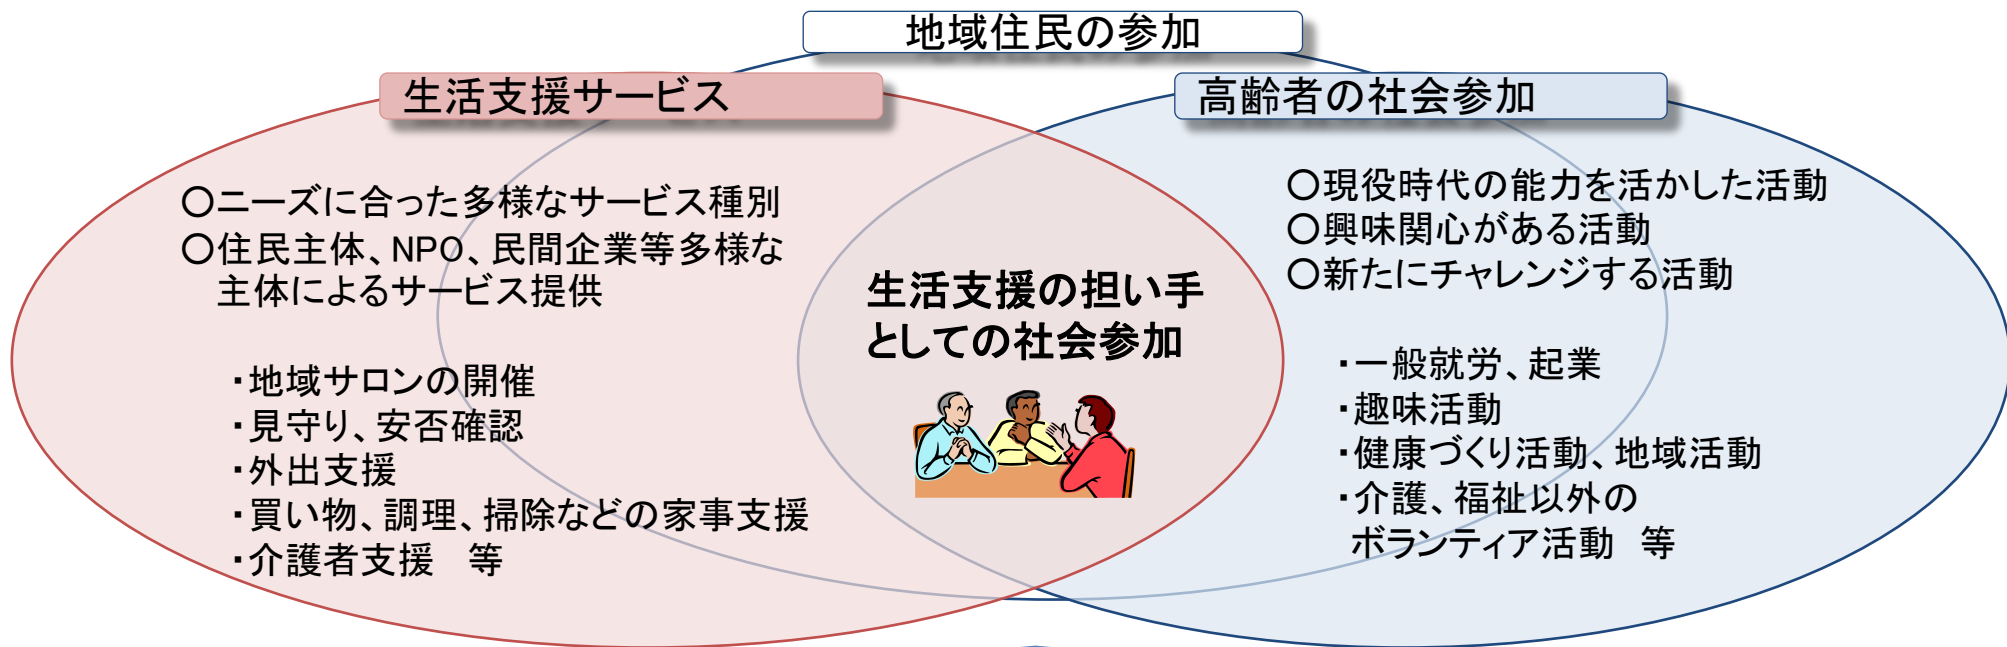 地域住民の参加
生活支援サービス
〇ニーズに合った多様なサービス種別
〇住民主体、NPO、民間企業等多様な
主体によるサービス提供
・地域サロンの開催
・見守り、安否確認
・外出支援
・買い物、調理、掃除などの家事支援
・介護者支援　等
生活支援の担い手
としての社会参加
高齢者の社会参加
〇現役時代の能力を活かした活動
〇興味関心がある活動
〇新たにチャレンジする活動
・一般就労、起業
・趣味活動
・健康づくり活動、地域活動
・介護、福祉以外の
ボランティア活動　等